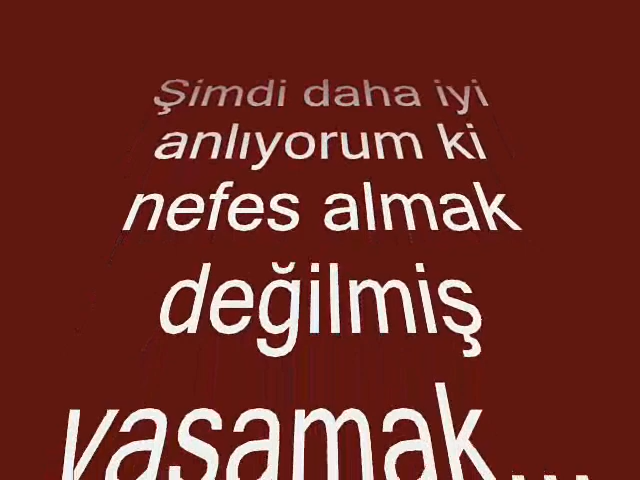 Şimdi daha iyi
anlıyorum ki
nefes almak
değilmiş
yaşamak...